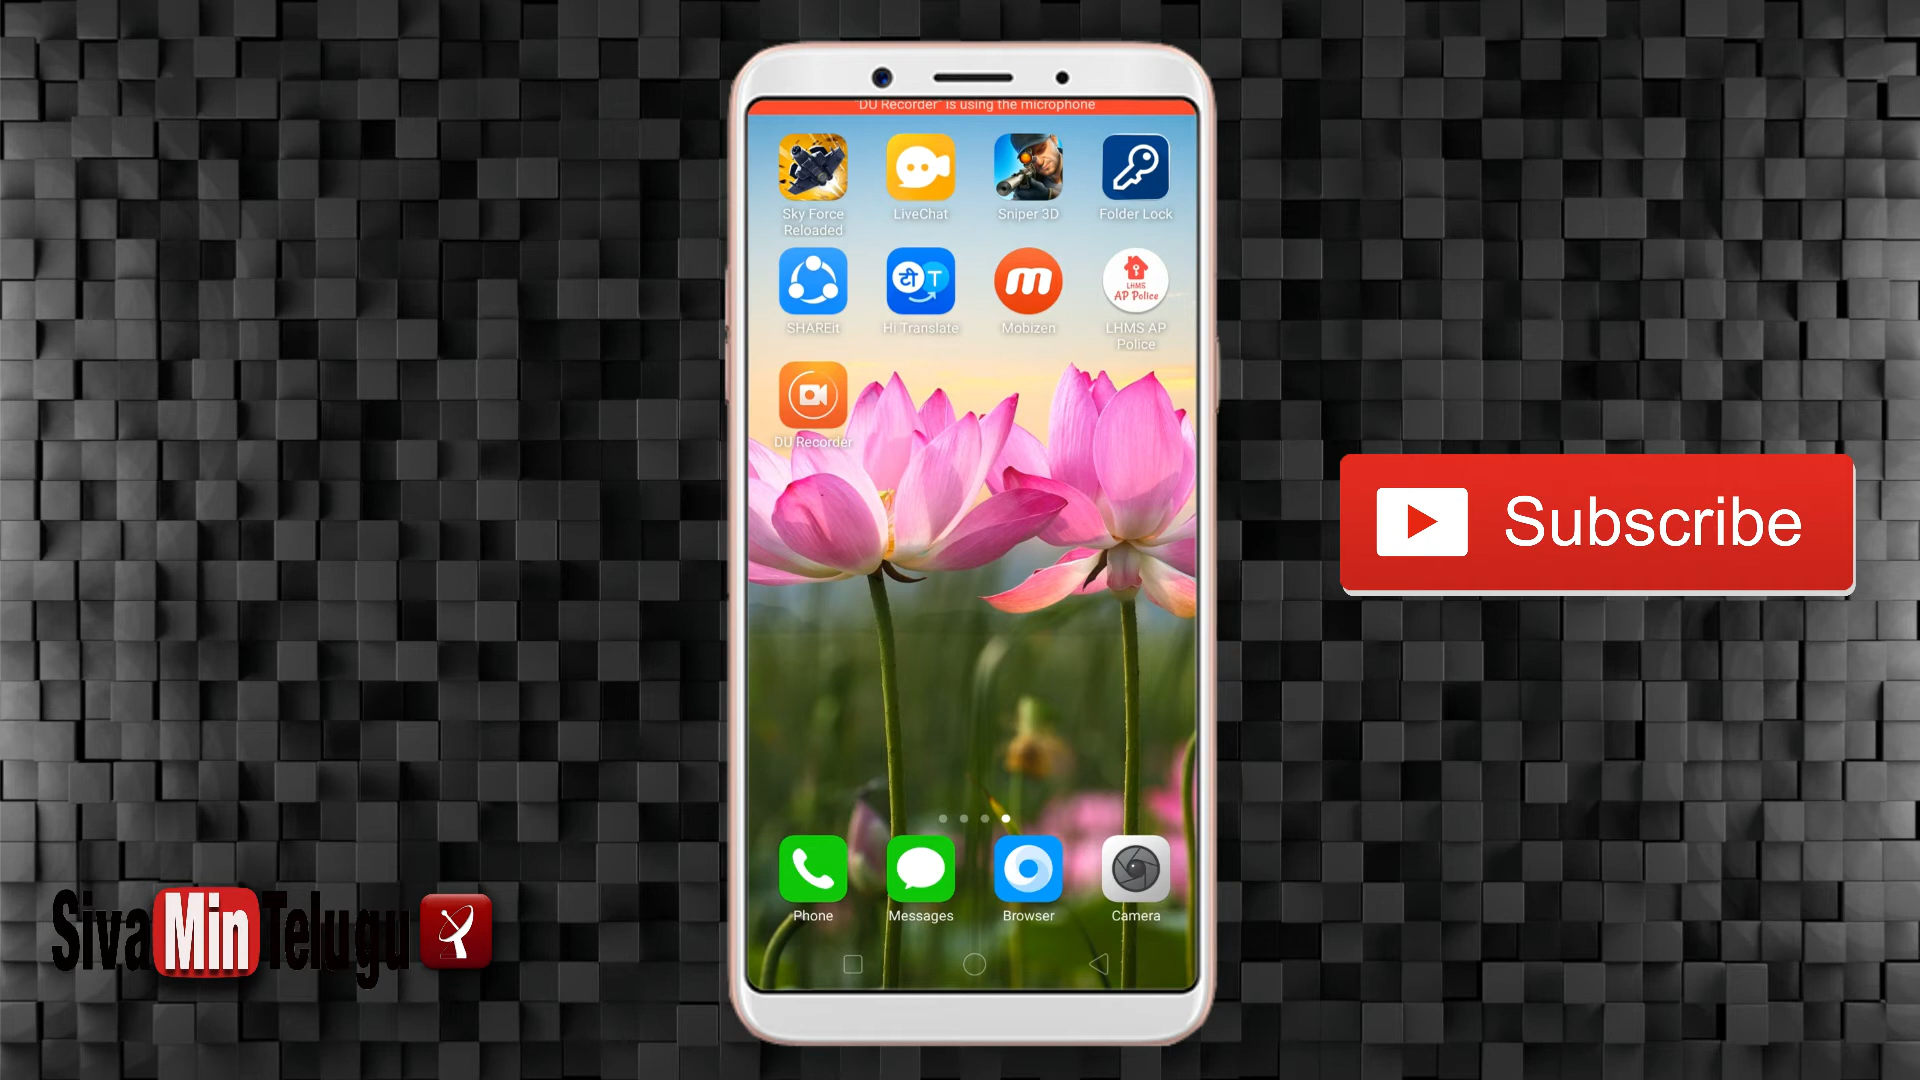 DU Recorder" is using the microphone
Sky Force
Reloaded
LiveChat
Sniper 3D
Folder Lock
टी T
m
LHMS
AP Police
SHAREit
Hi Translate
Mobizen
LHMS AP
Police
DU Recorder
Subscribe
Phone
Messages
Browser
Camera
Siva Min Telugu